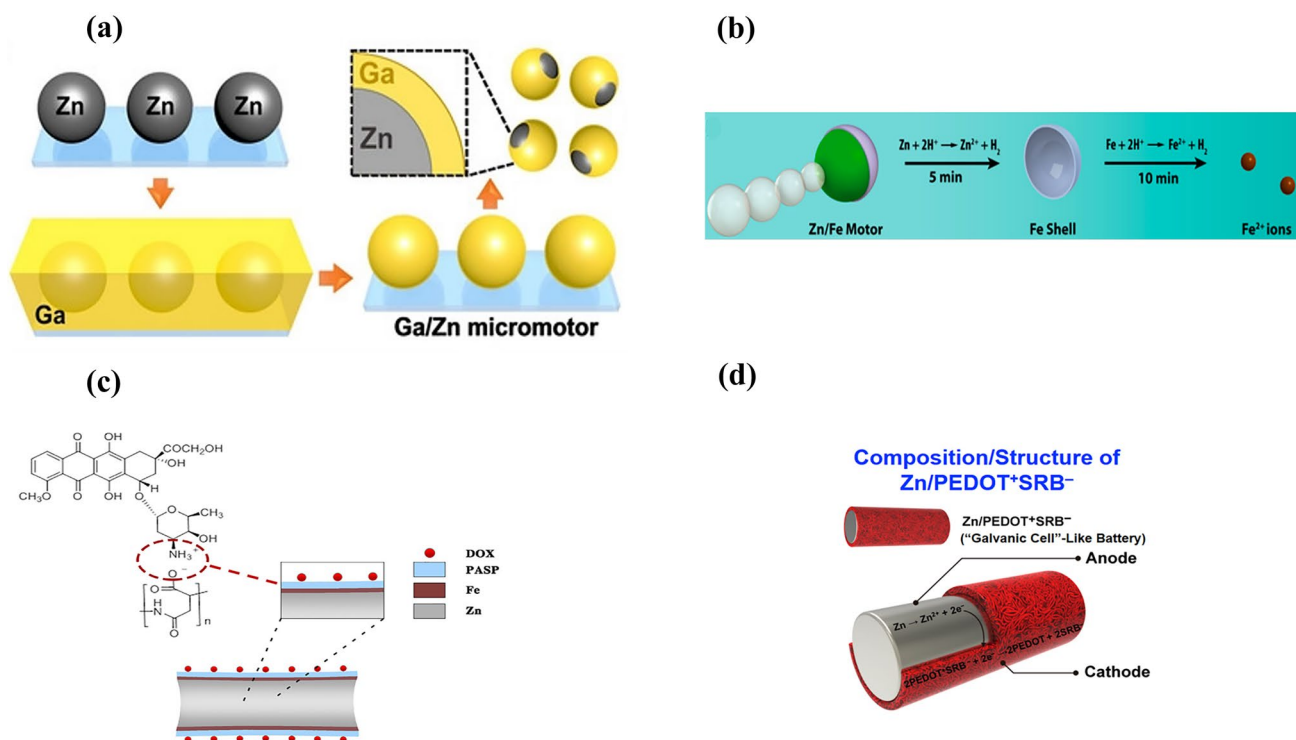 (a)
Zn
Zn
Zn
Ga
Zn
Ga
Ga/Zn micromotor
(b)
Zn + 2H⁺ → Zn²⁺ + H₂
5 min
Fe + 2H⁺ → Fe²⁺ + H₂
10 min
Zn/Fe Motor
Fe Shell
Fe²⁺ ions
(c)
O
OH
COCH₂OH
OH
OCH₃
O
OH
H
O
O
CH₃
OH
NH₃⁺
O⁻
O
N
H
O
n
DOX
PASP
Fe
Zn
(d)
Composition/Structure of
Zn/PEDOT⁺SRB⁻
Zn/PEDOT⁺SRB⁻
("Galvanic Cell"-Like Battery)
Anode
Zn → Zn²⁺ + 2e⁻
2PEDOT⁺SRB⁻ + 2e⁻→2PEDOT + 2SRB⁻
Cathode